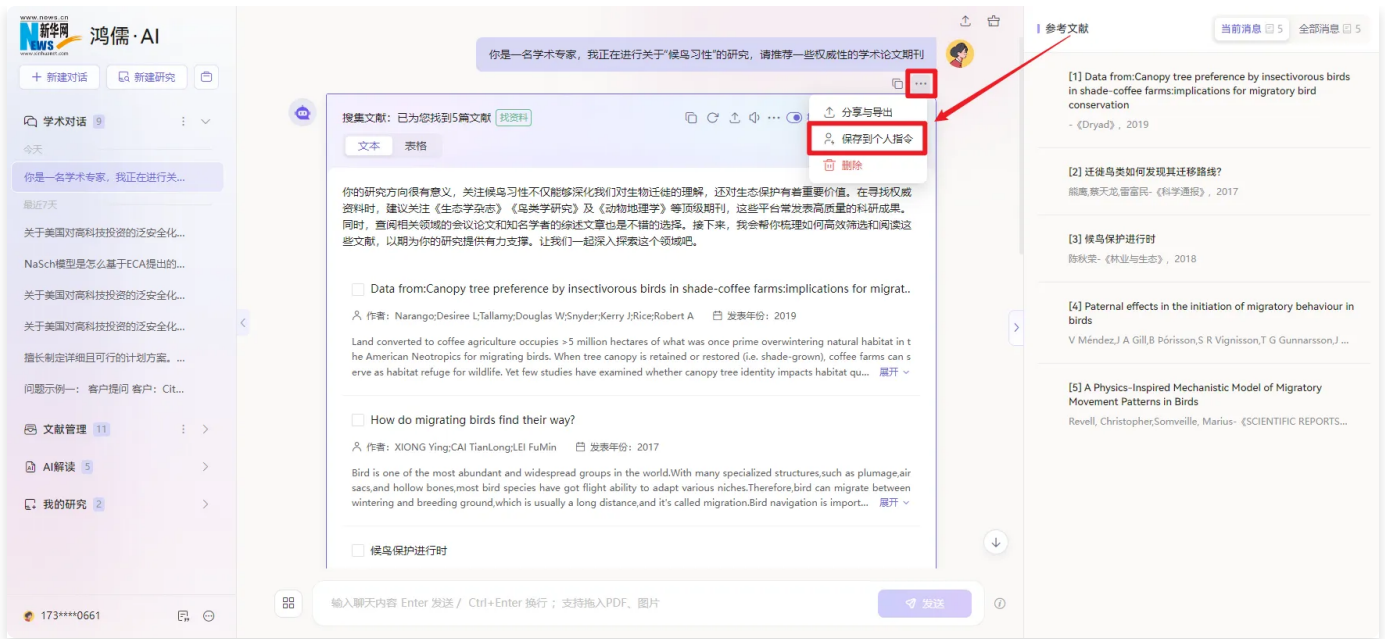 www.news.cn
新华网
NEWS
www.xinhuanet.com
鸿儒·AI
+ 新建对话
新建研究
学术对话 9
今天
你是一名学术专家，我正在进行关...
最近7天
关于美国对高科技投资的泛安全化...
NaSch模型是怎么基于ECA提出的...
关于美国对高科技投资的泛安全化...
关于美国对高科技投资的泛安全化...
擅长制定详细且可行的计划方案。...
问题示例一： 客户提问 客户：Cit...
文献管理 11
AI解读 5
我的研究 2
173****0661
你是一名学术专家，我正在进行关于“候鸟习性”的研究，请推荐一些权威性的学术论文期刊
分享与导出
保存到个人指令
删除
搜集文献：已为您找到5篇文献 找资料
文本 表格
你的研究方向很有意义，关注候鸟习性不仅能够深化我们对生物迁徙的理解，还对生态保护有着重要价值。在寻找权威
资料时，建议关注《生态学杂志》《鸟类学研究》及《动物地理学》等顶级期刊，这些平台常发表高质量的科研成果。
同时，查阅相关领域的会议论文和知名学者的综述文章也是不错的选择。接下来，我会帮你梳理如何高效筛选和阅读这
些文献，以期为你的研究提供有力支撑。让我们一起深入探索这个领域吧。
Data from:Canopy tree preference by insectivorous birds in shade-coffee farms:implications for migrat..
作者：Narango;Desiree L;Tallamy;Douglas W;Snyder;Kerry J;Rice;Robert A 发表年份：2019
Land converted to coffee agriculture occupies >5 million hectares of what was once prime overwintering natural habitat in t
he American Neotropics for migrating birds. When tree canopy is retained or restored (i.e. shade-grown), coffee farms can s
erve as habitat refuge for wildlife. Yet few studies have examined whether canopy tree identity impacts habitat qu... 展开
How do migrating birds find their way?
作者：XIONG Ying;CAI TianLong;LEI FuMin 发表年份：2017
Bird is one of the most abundant and widespread groups in the world.With many specialized structures,such as plumage,air
sacs,and hollow bones,most bird species have got flight ability to adapt various niches.Therefore,bird can migrate between
wintering and breeding ground,which is usually a long distance,and it's called migration.Bird navigation is import... 展开
候鸟保护进行时
输入聊天内容 Enter 发送 / Ctrl+Enter 换行 ；支持拖入PDF、图片
发送
参考文献
当前消息 5 全部消息 5
[1] Data from:Canopy tree preference by insectivorous birds
in shade-coffee farms:implications for migratory bird
conservation
-《Dryad》, 2019
[2] 迁徙鸟类如何发现其迁移路线?
熊鹰,蔡天龙,雷富民-《科学通报》, 2017
[3] 候鸟保护进行时
陈秋荣-《林业与生态》, 2018
[4] Paternal effects in the initiation of migratory behaviour in
birds
V Méndez,J A Gill,B Þórisson,S R Vignisson,T G Gunnarsson,J ...
[5] A Physics-Inspired Mechanistic Model of Migratory
Movement Patterns in Birds
Revell, Christopher,Somveille, Marius-《SCIENTIFIC REPORTS...